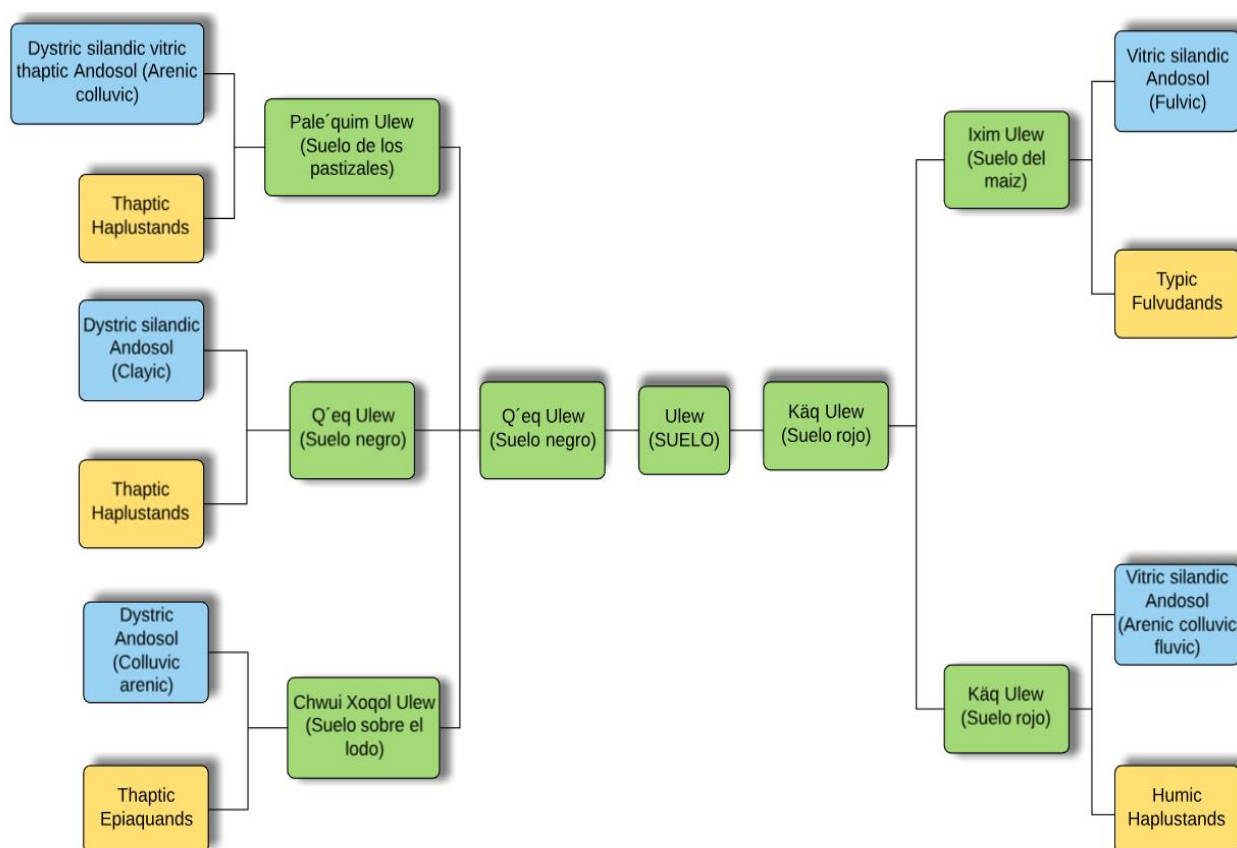 Dystric silandic vitric
thaptic Andosol (Arenic
colluvic)
Pale´quim Ulew
(Suelo de los
pastizales)
Thaptic
Haplustands
Dystric silandic
Andosol
(Clayic)
Q´eq Ulew
(Suelo negro)
Thaptic
Haplustands
Dystric
Andosol
(Colluvic
arenic)
Chwui Xoqol Ulew
(Suelo sobre el
lodo)
Thaptic
Epiaquands
Q´eq Ulew
(Suelo negro)
Ulew
(SUELO)
Käq Ulew
(Suelo rojo)
Ixim Ulew
(Suelo del
maiz)
Vitric silandic
Andosol
(Fulvic)
Typic
Fulvudands
Käq Ulew
(Suelo rojo)
Vitric silandic
Andosol
(Arenic colluvic
fluvic)
Humic
Haplustands